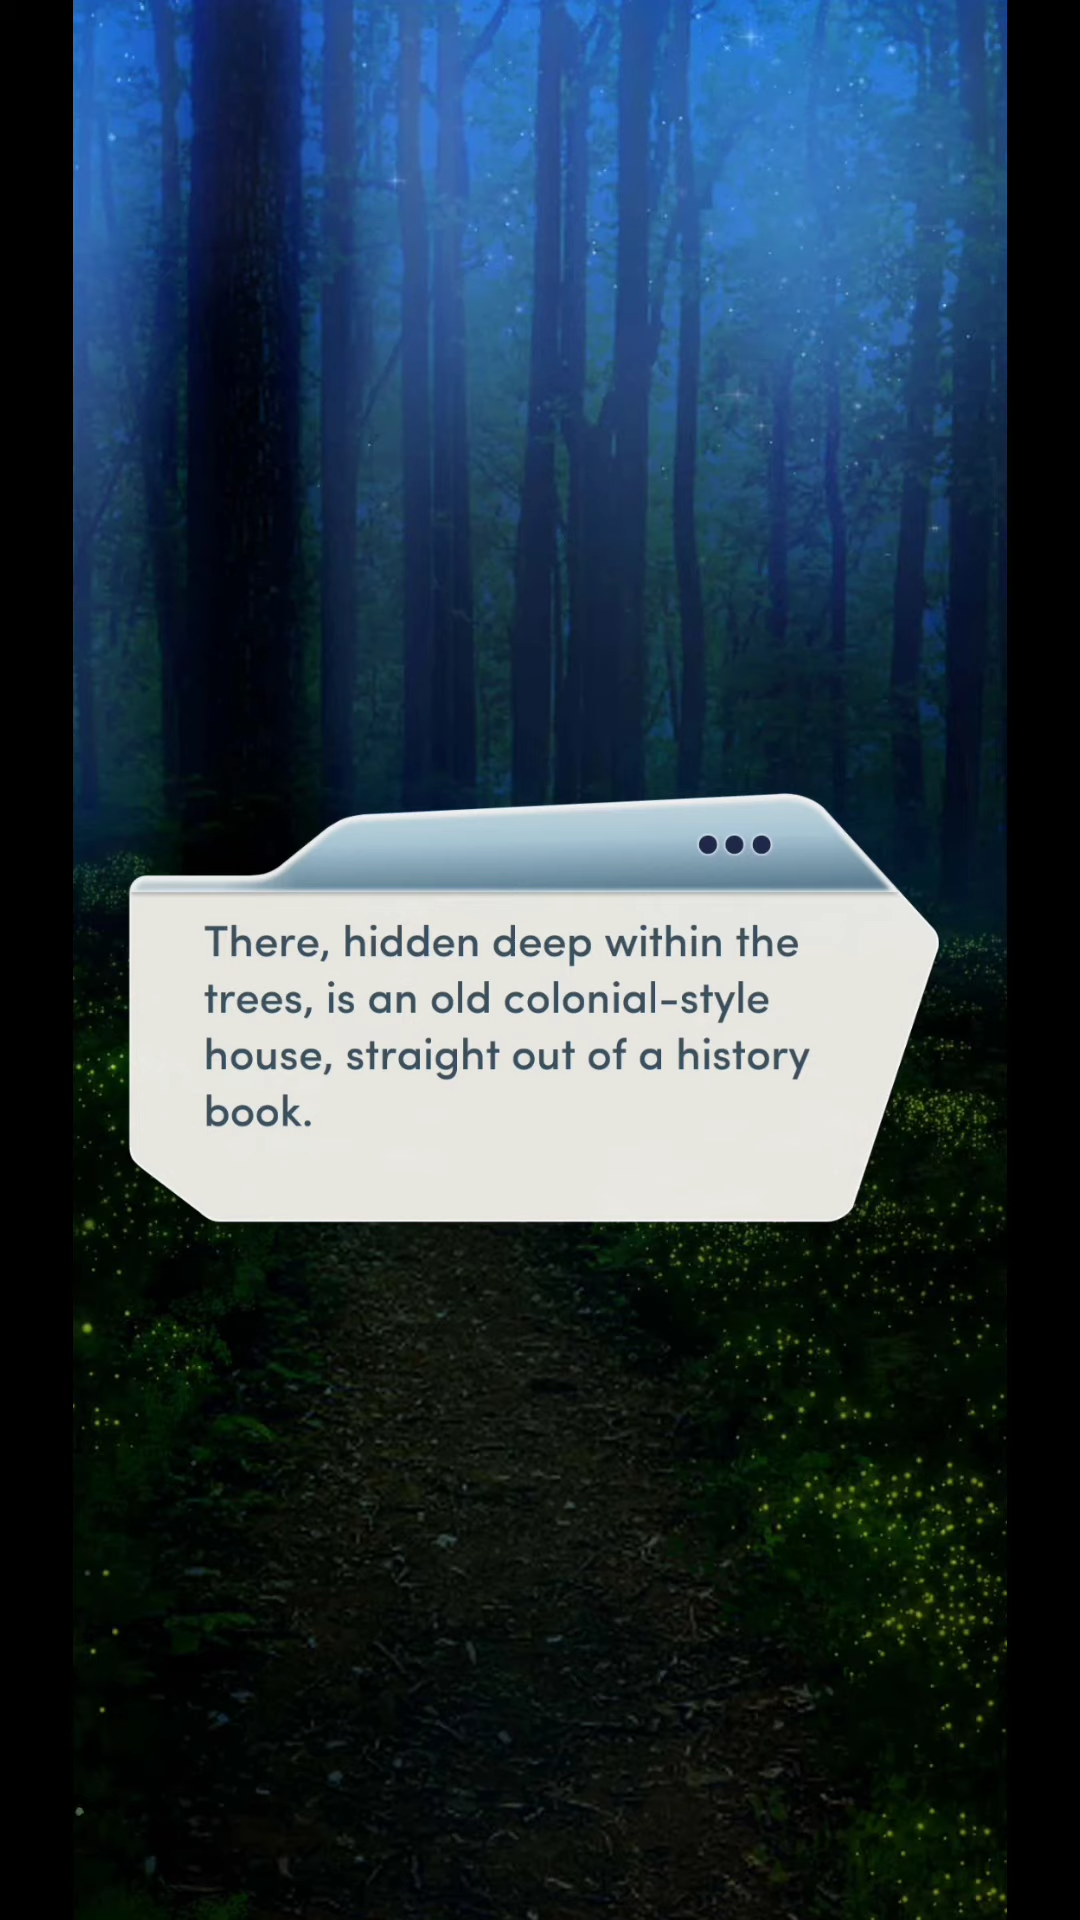 There, hidden deep within the
trees, is an old colonial-style
house, straight out of a history
book.